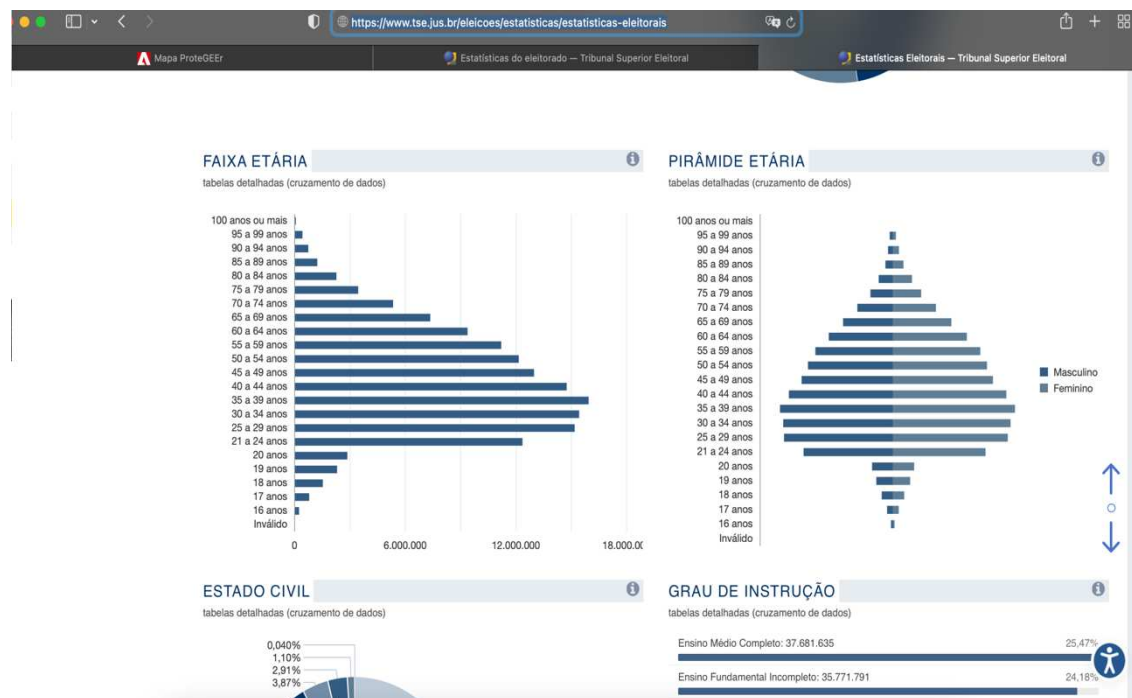 https://www.tse.jus.br/eleicoes/estatisticas/estatisticas-eleitorais
Mapa ProteGEEr
Estatísticas do eleitorado — Tribunal Superior Eleitoral
Estatísticas Eleitorais — Tribunal Superior Eleitoral
FAIXA ETÁRIA
tabelas detalhadas (cruzamento de dados)
100 anos ou mais
95 a 99 anos
90 a 94 anos
85 a 89 anos
80 a 84 anos
75 a 79 anos
70 a 74 anos
65 a 69 anos
60 a 64 anos
55 a 59 anos
50 a 54 anos
45 a 49 anos
40 a 44 anos
35 a 39 anos
30 a 34 anos
25 a 29 anos
21 a 24 anos
20 anos
19 anos
18 anos
17 anos
16 anos
Inválido
0 6.000.000 12.000.000 18.000.0(
PIRÂMIDE ETÁRIA
tabelas detalhadas (cruzamento de dados)
100 anos ou mais
95 a 99 anos
90 a 94 anos
85 a 89 anos
80 a 84 anos
75 a 79 anos
70 a 74 anos
65 a 69 anos
60 a 64 anos
55 a 59 anos
50 a 54 anos
45 a 49 anos
40 a 44 anos
35 a 39 anos
30 a 34 anos
25 a 29 anos
21 a 24 anos
20 anos
19 anos
18 anos
17 anos
16 anos
Inválido
Masculino
Feminino
ESTADO CIVIL
tabelas detalhadas (cruzamento de dados)
0,040%
1,10%
2,91%
3,87%
GRAU DE INSTRUÇÃO
tabelas detalhadas (cruzamento de dados)
Ensino Médio Completo: 37.681.635 25,47%
Ensino Fundamental Incompleto: 35.771.791 24,18%